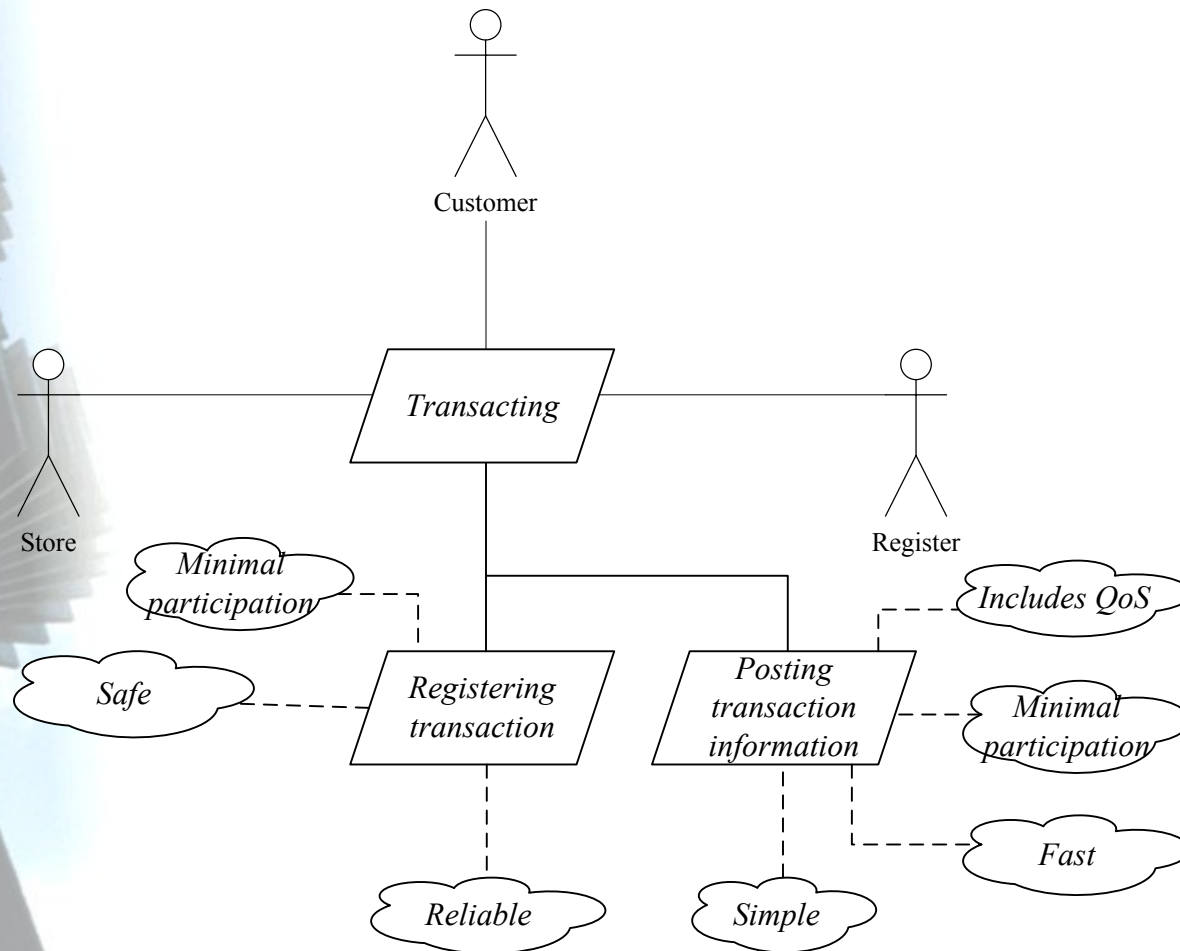 Customer
Transacting
Store
Register
Minimal
participation
Includes QoS
Safe
Registering
transaction
Posting
transaction
information
Minimal
participation
Fast
Reliable
Simple